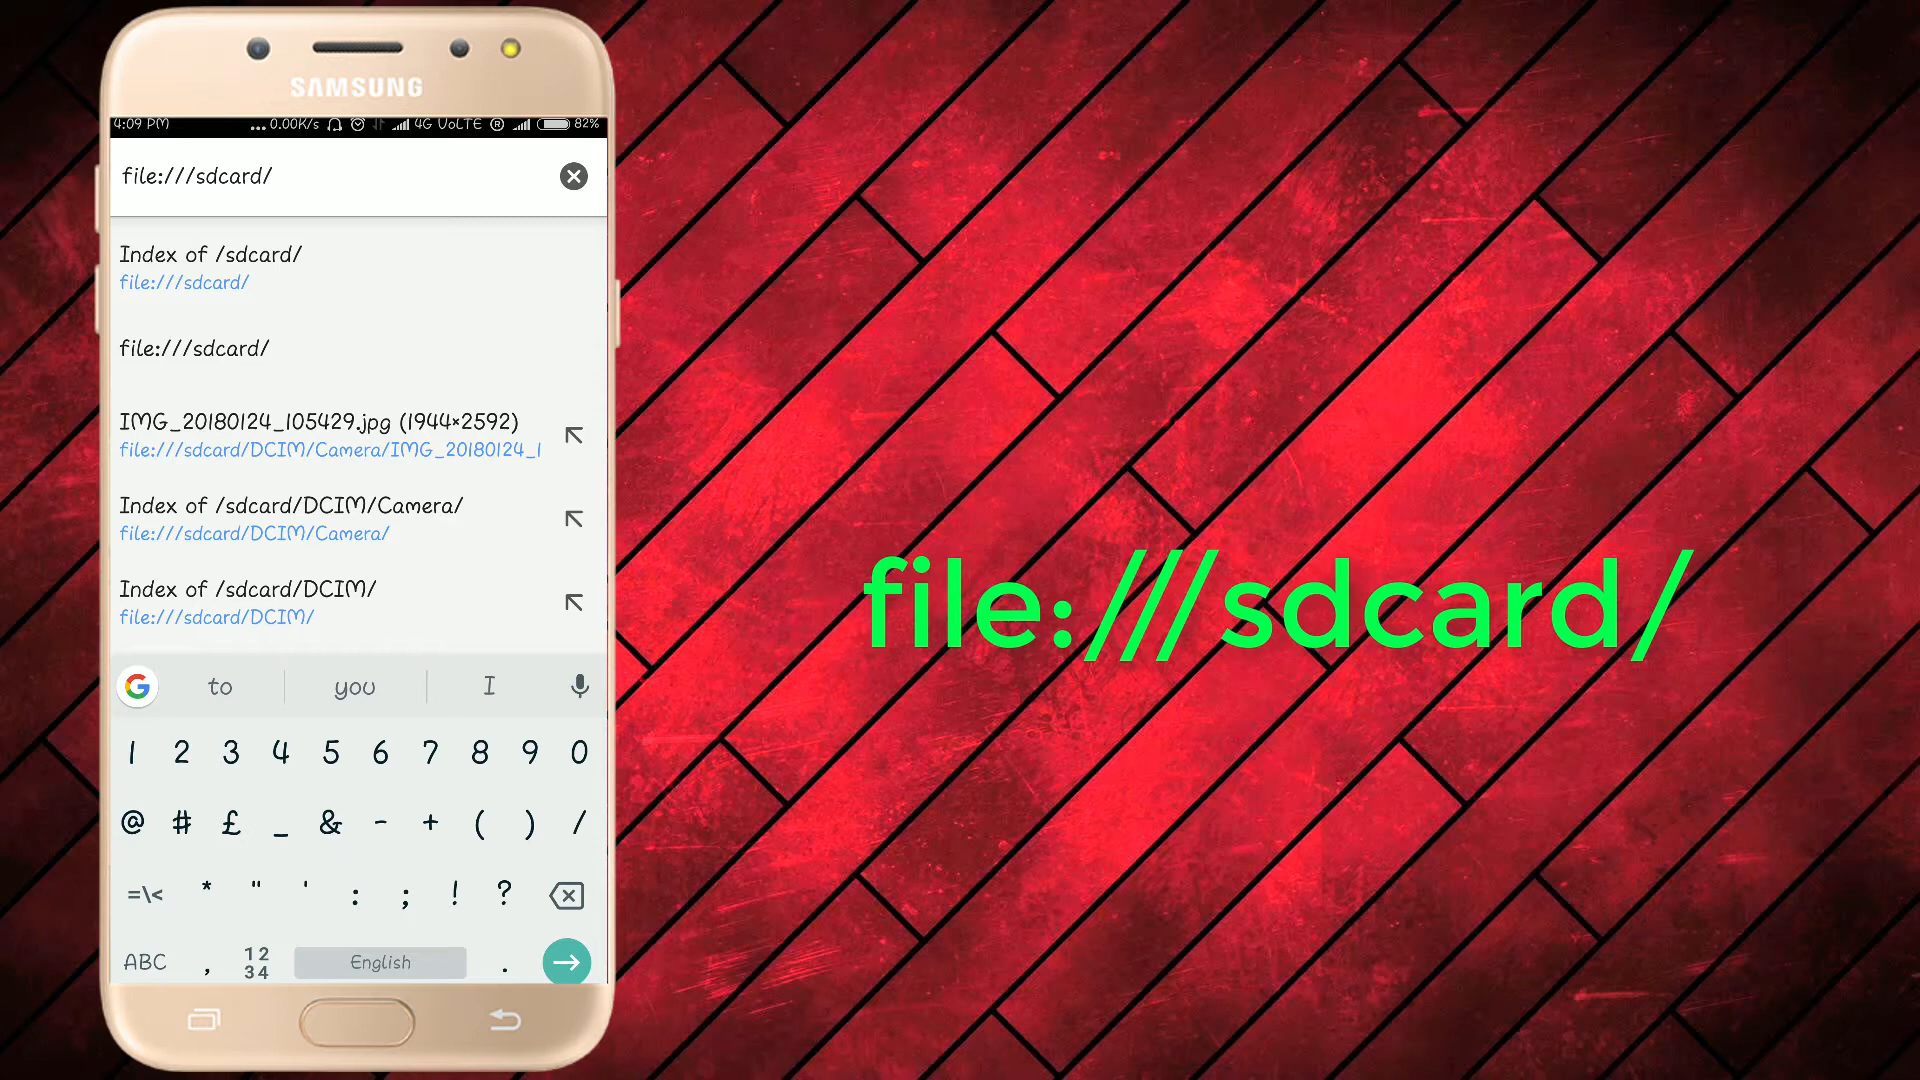 SAMSUNG
4:09 PM ... 0.00K/s 4G VoLTE R 82%
file:///sdcard/
Index of /sdcard/
file:///sdcard/
file:///sdcard/
IMG_20180124_105429.jpg (1944×2592)
file:///sdcard/DCIM/Camera/IMG_20180124_1
Index of /sdcard/DCIM/Camera/
file:///sdcard/DCIM/Camera/
Index of /sdcard/DCIM/
file:///sdcard/DCIM/
file:///sdcard/
G to you I
1 2 3 4 5 6 7 8 9 0
@ # £ _ & - + ( ) /
=\< * " ' : ; ! ?
ABC , 12 34 English .